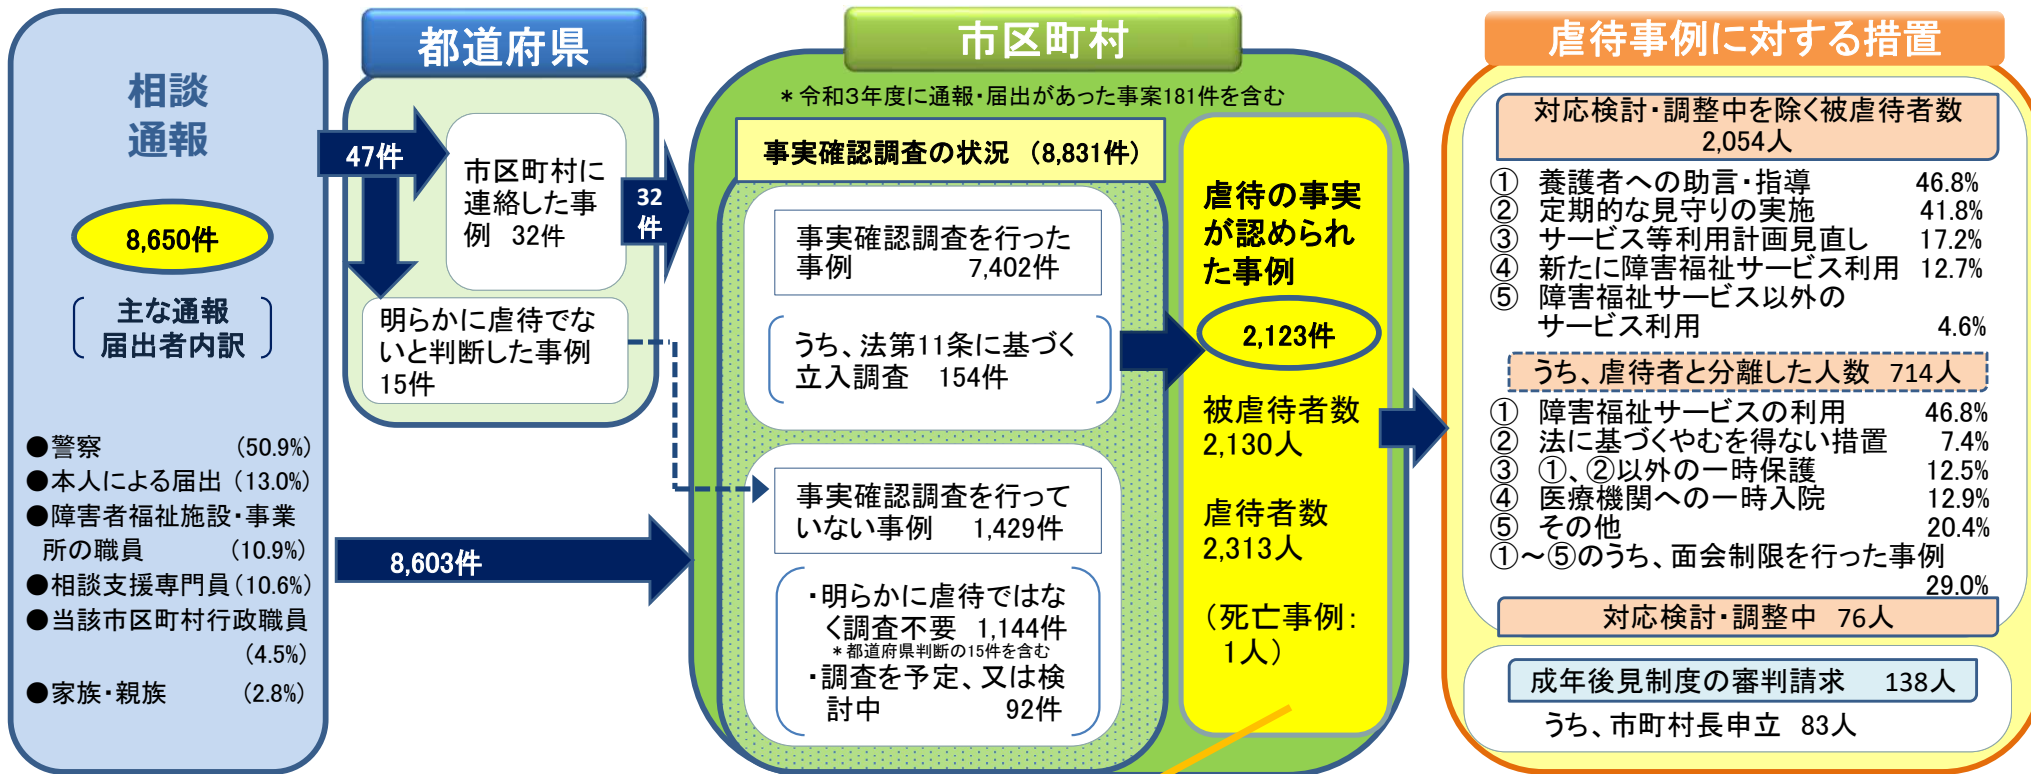 相談
通報
8,650件
主な通報
届出者内訳
●警察 (50.9%)
●本人による届出 (13.0%)
●障害者福祉施設・事業
所の職員 (10.9%)
●相談支援専門員 (10.6%)
●当該市区町村行政職員
(4.5%)
●家族・親族 (2.8%)
都道府県
47件
市区町村に
連絡した事
例 32件
32
件
明らかに虐待でな
いと判断した事例
15件
8,603件
市区町村
＊令和3年度に通報・届出があった事案181件を含む
事実確認調査の状況 (8,831件)
事実確認調査を行った
事例 7,402件
うち、法第11条に基づく
立入調査 154件
事実確認調査を行って
いない事例 1,429件
・明らかに虐待ではな
く調査不要 1,144件
＊都道府県判断の15件を含む
・調査を予定、又は検
討中 92件
虐待の事実
が認められ
た事例
2,123件
被虐待者数
2,130人
虐待者数
2,313人
(死亡事例：
1人)
虐待事例に対する措置
対応検討・調整中を除く被虐待者数
2,054人
① 養護者への助言・指導 46.8%
② 定期的な見守りの実施 41.8%
③ サービス等利用計画見直し 17.2%
④ 新たに障害福祉サービス利用 12.7%
⑤ 障害福祉サービス以外の
サービス利用 4.6%
うち、虐待者と分離した人数 714人
① 障害福祉サービスの利用 46.8%
② 法に基づくやむを得ない措置 7.4%
③ ①、②以外の一時保護 12.5%
④ 医療機関への一時入院 12.9%
⑤ その他 20.4%
①～⑤のうち、面会制限を行った事例
29.0%
対応検討・調整中 76人
成年後見制度の審判請求 138人
うち、市町村長申立 83人